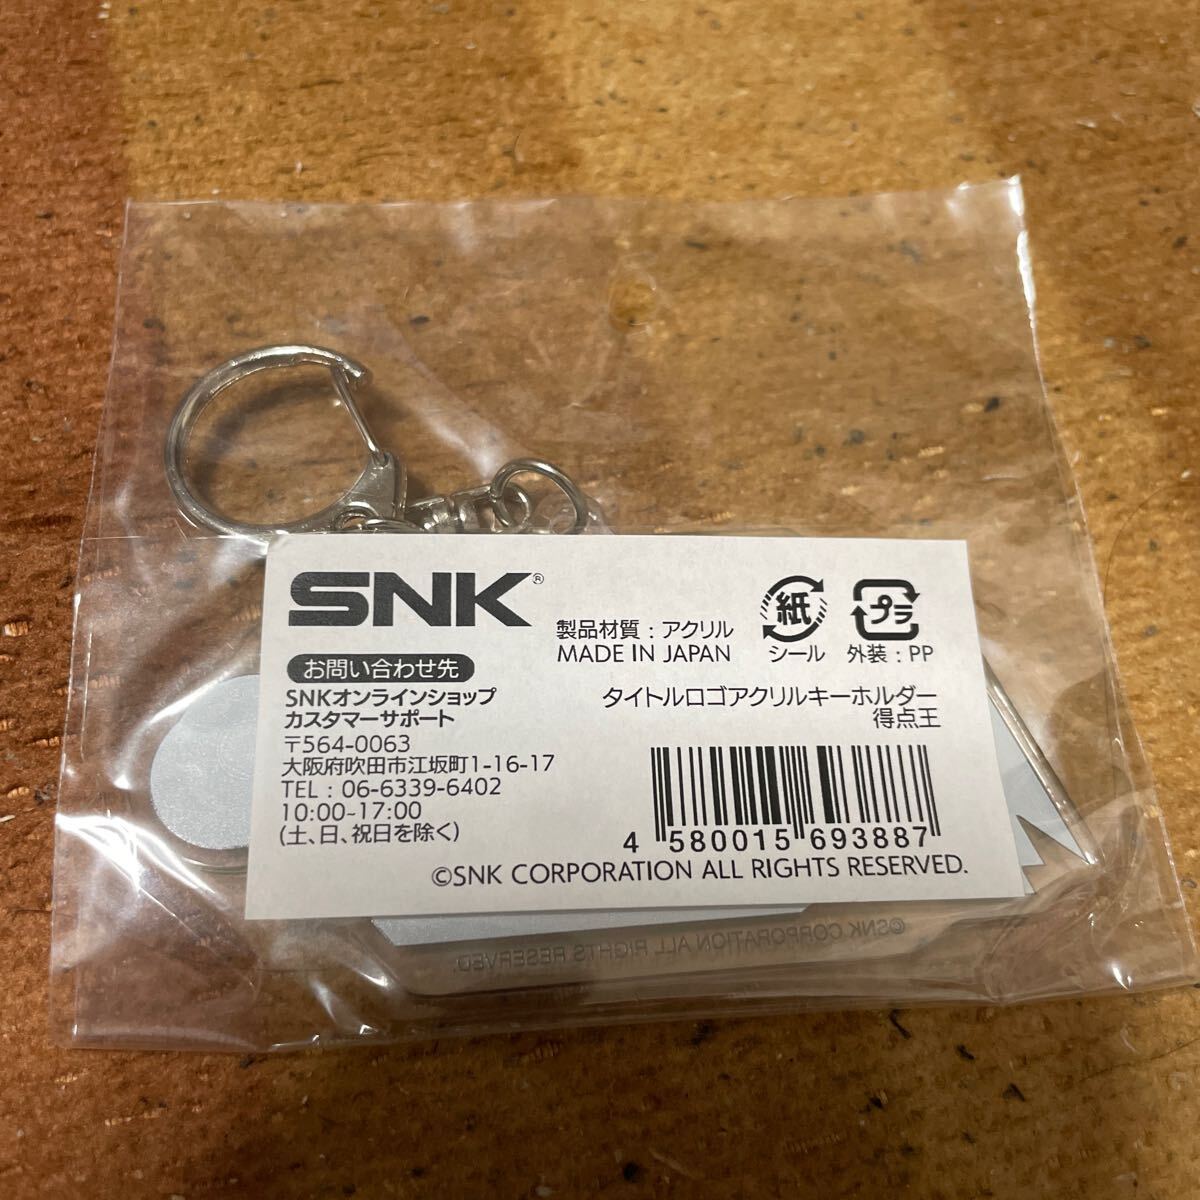 SNK®
お問い合わせ先
SNKオンラインショップ
カスタマーサポート
〒564-0063
大阪府吹田市江坂町1-16-17
TEL : 06-6339-6402
10:00~17:00
(土、日、祝日を除く)
製品材質 : アクリル
MADE IN JAPAN
紙
シール
プラ
外装 : PP
タイトルロゴアクリルキーホルダー
得点王
4 580015 693887
©SNK CORPORATION ALL RIGHTS RESERVED.
©SNK CORPORATION ALL RIGHTS RESERVED.